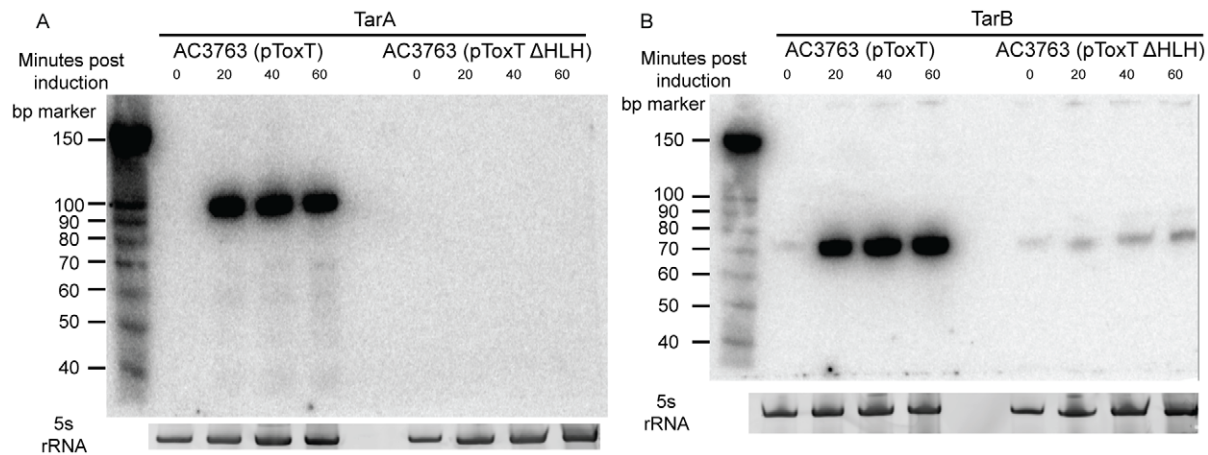 A
TarA
AC3763 (pToxT) AC3763 (pToxT ΔHLH)
Minutes post
induction
0 20 40 60 0 20 40 60
bp marker
150
100
90
80
70
60
50
40
5s
rRNA
B
TarB
AC3763 (pToxT) AC3763 (pToxT ΔHLH)
Minutes post
induction
0 20 40 60 0 20 40 60
bp marker
150
100
90
80
70
60
50
40
5s
rRNA